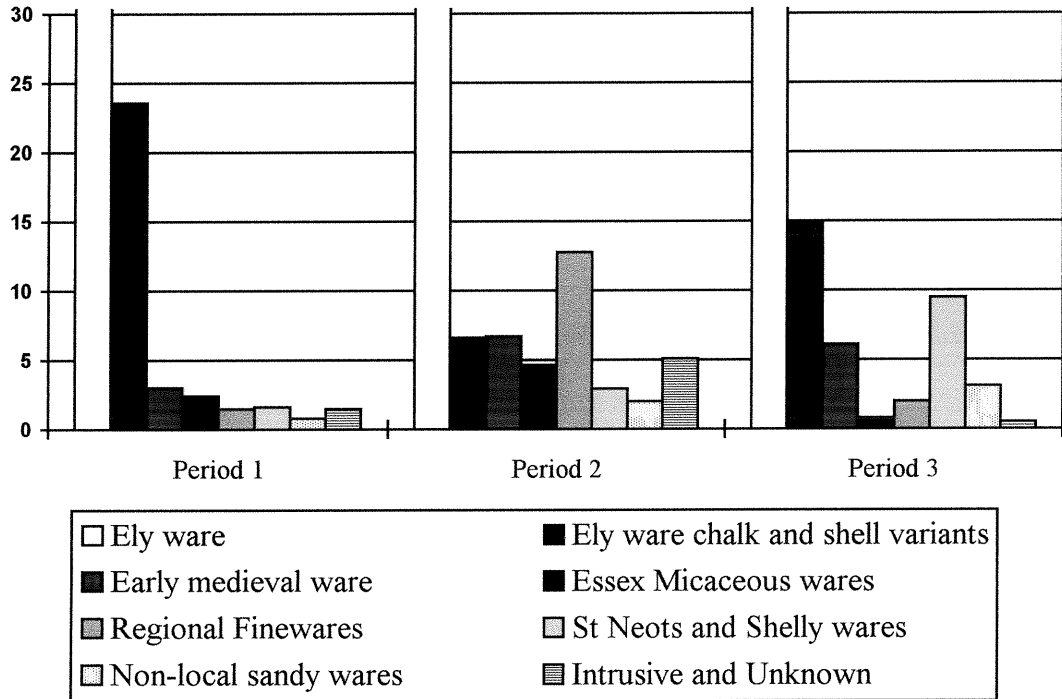 30
25
20
15
10
5
0
Period 1 Period 2 Period 3
Ely ware Ely ware chalk and shell variants
Early medieval ware Essex Micaceous wares
Regional Finewares St Neots and Shelly wares
Non-local sandy wares Intrusive and Unknown